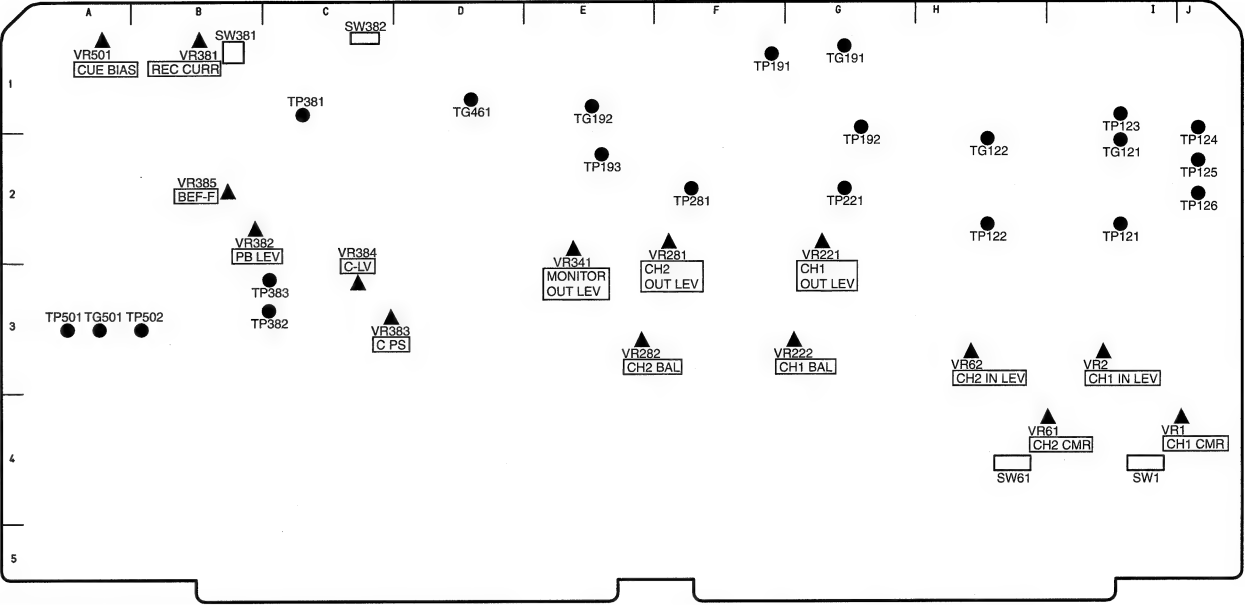 A B C D E F G H I J
SW381
SW382
VR501
CUE BIAS
VR381
REC CURR
TP191
TG191
1
TP381
TG461
TG192
TP192
TP123
TG122
TG121
TP124
TP193
TP125
2
VR385
BEF-F
TP281
TP221
TP126
TP122
TP121
VR382
PB LEV
VR384
C-LV
VR341
MONITOR
OUT LEV
VR281
CH2
OUT LEV
VR221
CH1
OUT LEV
TP383
TP501 TG501 TP502
TP382
3
VR383
C PS
VR282
CH2 BAL
VR222
CH1 BAL
VR62
CH2 IN LEV
VR2
CH1 IN LEV
VR61
CH2 CMR
VR1
CH1 CMR
4
SW61
SW1
5